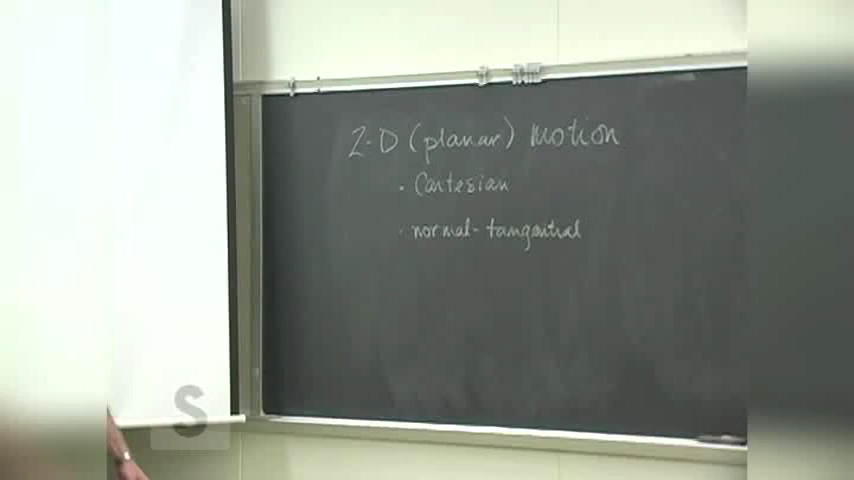 2-D (planar) motion
• Cartesian
• normal-tangential
S